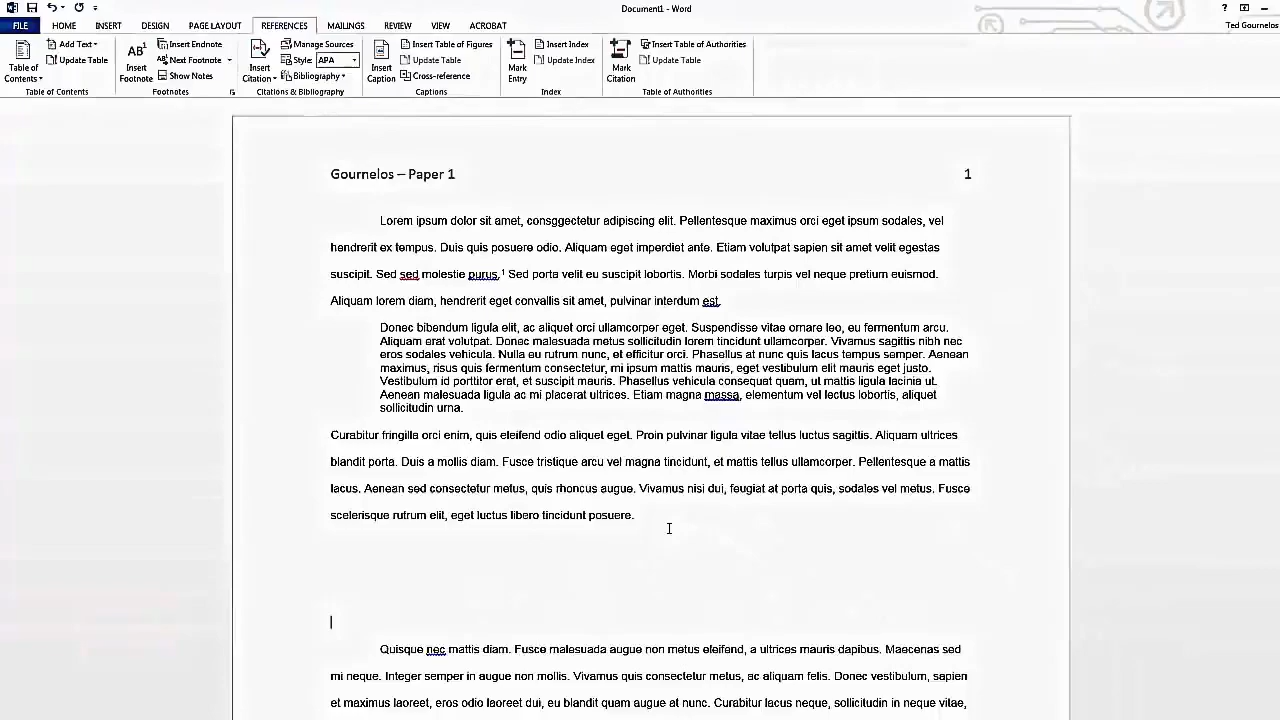 Document1 - Word
FILE HOME INSERT DESIGN PAGE LAYOUT REFERENCES MAILINGS REVIEW VIEW ACROBAT Ted Gournelos
Table of Contents
Add Text
Update Table
Table of Contents
AB1 Insert Footnote
Insert Endnote
Next Footnote
Show Notes
Footnotes
Insert Citation
Manage Sources
Style: APA
Bibliography
Citations & Bibliography
Insert Caption
Insert Table of Figures
Update Table
Cross-reference
Captions
Mark Entry
Insert Index
Update Index
Index
Mark Citation
Insert Table of Authorities
Update Table
Table of Authorities
Gournelos – Paper 1 1
Lorem ipsum dolor sit amet, consggectetur adipiscing elit. Pellentesque maximus orci eget ipsum sodales, vel
hendrerit ex tempus. Duis quis posuere odio. Aliquam eget imperdiet ante. Etiam volutpat sapien sit amet velit egestas
suscipit. Sed sed molestie purus.1 Sed porta velit eu suscipit lobortis. Morbi sodales turpis vel neque pretium euismod.
Aliquam lorem diam, hendrerit eget convallis sit amet, pulvinar interdum est.
Donec bibendum ligula elit, ac aliquet orci ullamcorper eget. Suspendisse vitae ornare leo, eu fermentum arcu.
Aliquam erat volutpat. Donec malesuada metus sollicitudin lorem tincidunt ullamcorper. Vivamus sagittis nibh nec
eros sodales vehicula. Nulla eu rutrum nunc, et efficitur orci. Phasellus at nunc quis lacus tempus semper. Aenean
maximus, risus quis fermentum consectetur, mi ipsum mattis mauris, eget vestibulum elit mauris eget justo.
Vestibulum id porttitor erat, et suscipit mauris. Phasellus vehicula consequat quam, ut mattis ligula lacinia ut.
Aenean malesuada ligula ac mi placerat ultrices. Etiam magna massa, elementum vel lectus lobortis, aliquet
sollicitudin urna.
Curabitur fringilla orci enim, quis eleifend odio aliquet eget. Proin pulvinar ligula vitae tellus luctus sagittis. Aliquam ultrices
blandit porta. Duis a mollis diam. Fusce tristique arcu vel magna tincidunt, et mattis tellus ullamcorper. Pellentesque a mattis
lacus. Aenean sed consectetur metus, quis rhoncus augue. Vivamus nisi dui, feugiat at porta quis, sodales vel metus. Fusce
scelerisque rutrum elit, eget luctus libero tincidunt posuere.
Quisque nec mattis diam. Fusce malesuada augue non metus eleifend, a ultrices mauris dapibus. Maecenas sed
mi neque. Integer semper in augue non mollis. Vivamus quis consectetur metus, ac aliquam felis. Donec vestibulum, sapien
et maximus laoreet, eros odio laoreet dui, eu blandit quam augue at nunc. Curabitur lacus neque, sollicitudin in neque vitae,